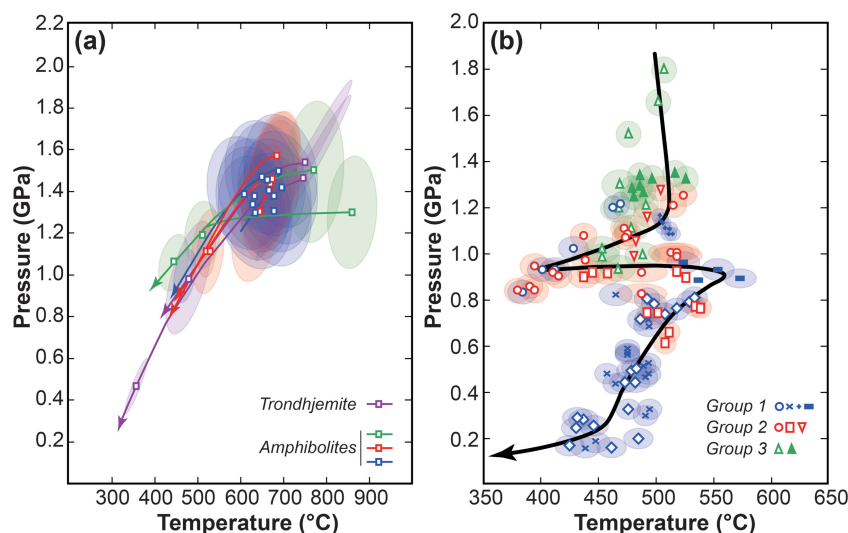 (a)
2.2
2.0
1.8
1.6
1.4
1.2
1.0
0.8
0.6
0.4
0.2
Pressure (GPa)
Trondhjemite
Amphibolites
300 400 500 600 700 800 900
Temperature (°C)
(b)
2.0
1.8
1.6
1.4
1.2
1.0
0.8
0.6
0.4
0.2
0.0
Pressure (GPa)
Group 1
Group 2
Group 3
350 400 450 500 550 600 650
Temperature (°C)